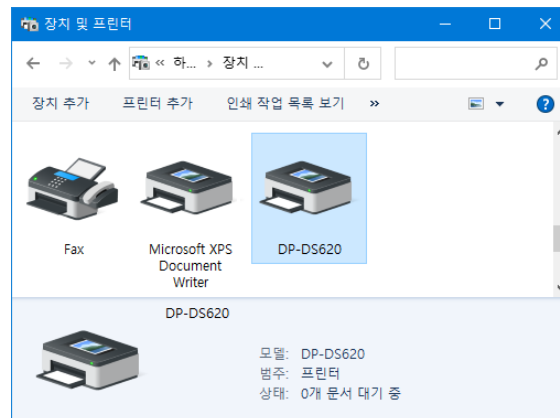 장치 및 프린터
« 하... › 장치 ...
장치 추가 프린터 추가 인쇄 작업 목록 보기 »
Fax
Microsoft XPS
Document
Writer
DP-DS620
DP-DS620
모델: DP-DS620
범주: 프린터
상태: 0개 문서 대기 중